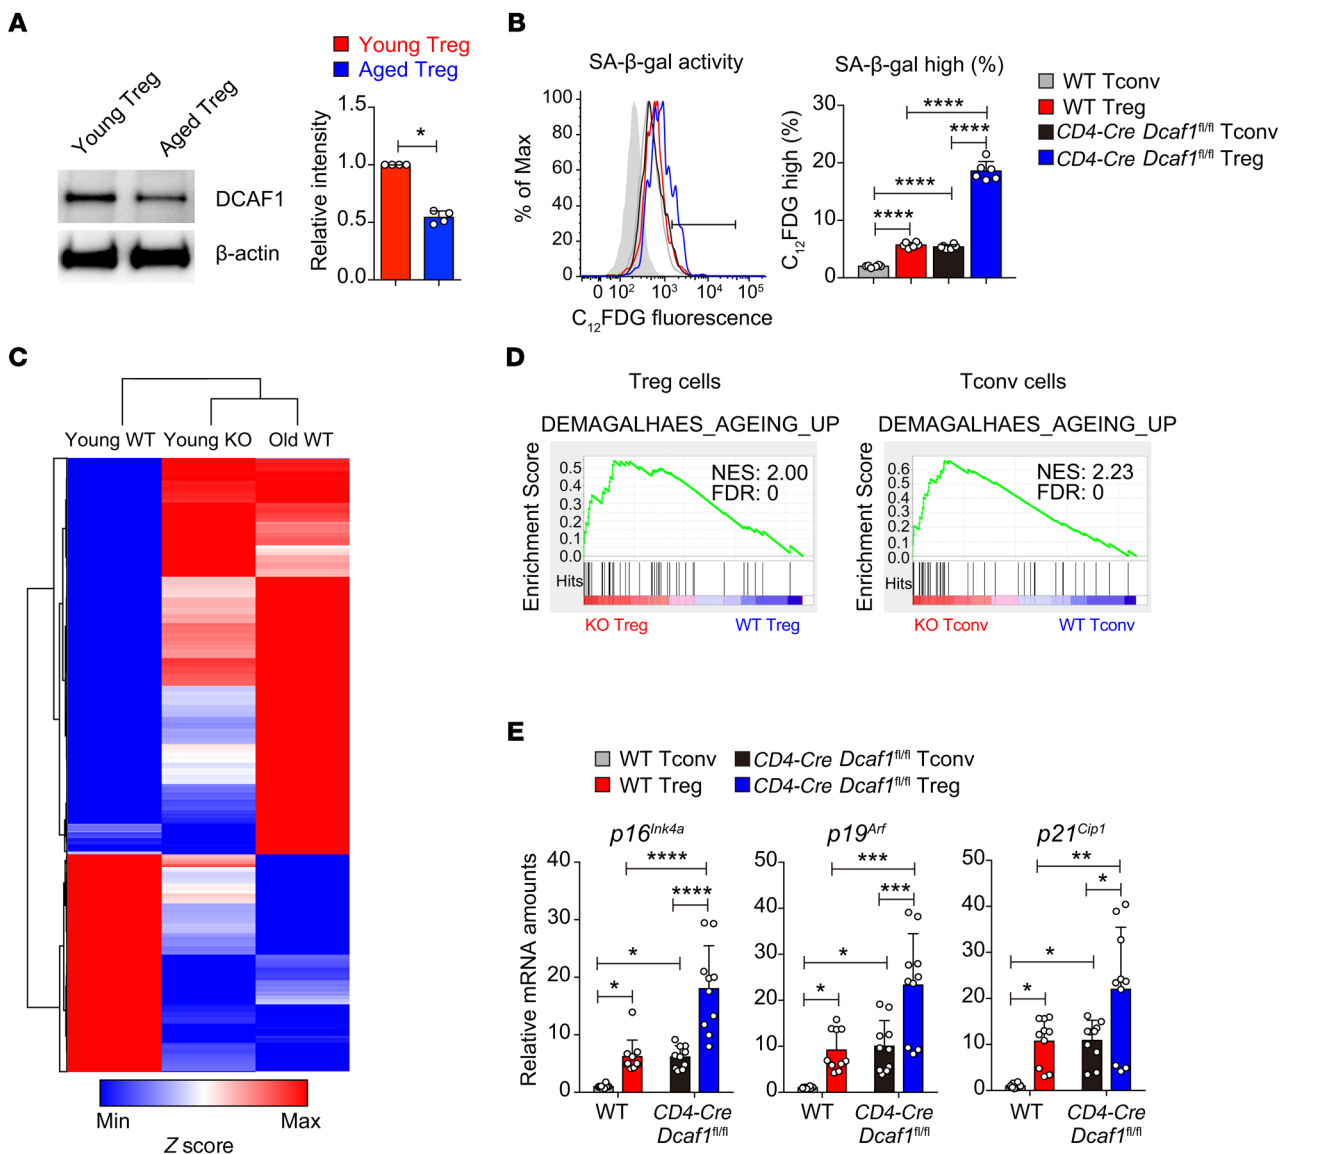 A
Young Treg
Aged Treg
DCAF1
β-actin
Young Treg
Aged Treg
Relative intensity
1.5
1.0
0.5
0.0
*
B
SA-β-gal activity
% of Max
100
80
60
40
20
0
0 10² 10³ 10⁴ 10⁵
C₁₂FDG fluorescence
SA-β-gal high (%)
C₁₂FDG high (%)
30
20
10
0
****
****
****
****
WT Tconv
WT Treg
CD4-Cre Dcaf1fl/fl Tconv
CD4-Cre Dcaf1fl/fl Treg
C
Young WT Young KO Old WT
Min Max
Z score
D
Treg cells
DEMAGALHAES_AGEING_UP
Enrichment Score
0.5
0.4
0.3
0.2
0.1
0.0
NES: 2.00
FDR: 0
Hits
KO Treg WT Treg
Tconv cells
DEMAGALHAES_AGEING_UP
Enrichment Score
0.6
0.5
0.4
0.3
0.2
0.1
0.0
NES: 2.23
FDR: 0
Hits
KO Tconv WT Tconv
E
WT Tconv CD4-Cre Dcaf1fl/fl Tconv
WT Treg CD4-Cre Dcaf1fl/fl Treg
Relative mRNA amounts
p16Ink4a
40
30
20
10
0
****
****
*
*
WT CD4-Cre
Dcaf1fl/fl
p19Arf
50
40
30
20
10
0
***
***
*
*
WT CD4-Cre
Dcaf1fl/fl
p21Cip1
50
40
30
20
10
0
**
*
*
*
WT CD4-Cre
Dcaf1fl/fl